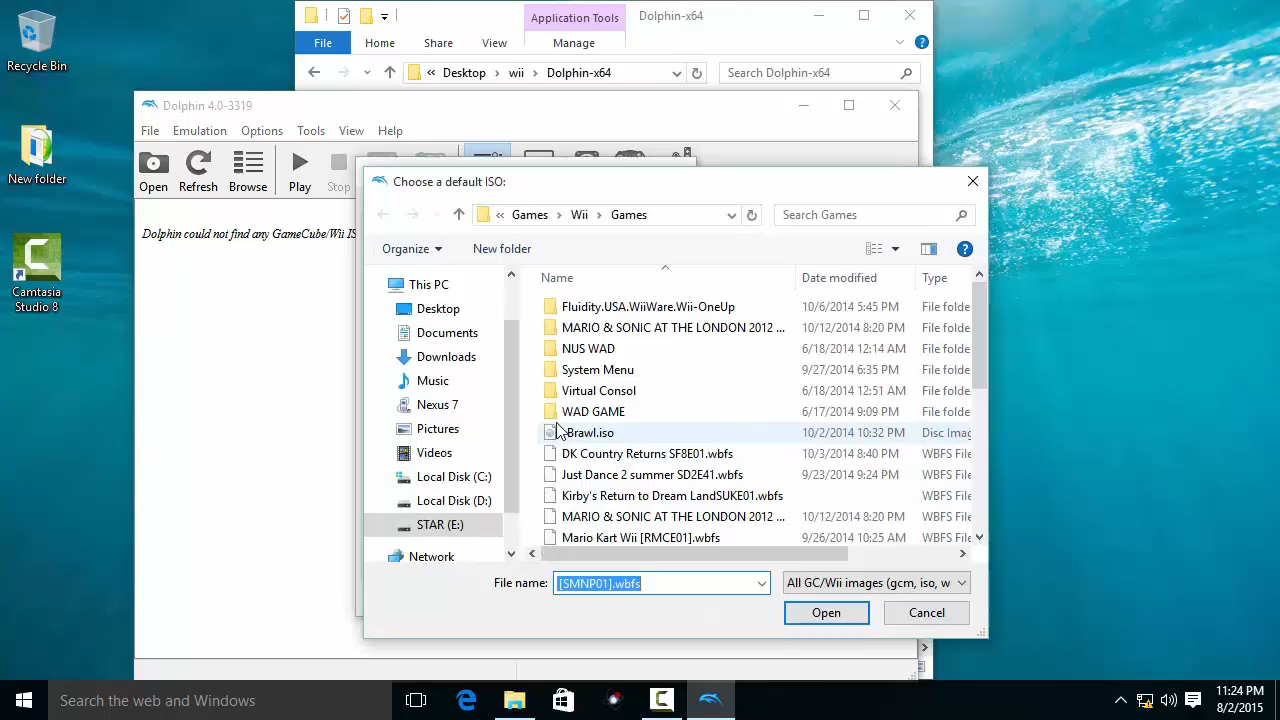 Recycle Bin
New folder
Camtasia
Studio 8
Application Tools
Dolphin-x64
File
Home
Share
View
Manage
« Desktop > wii > Dolphin-x64
Search Dolphin-x64
Dolphin 4.0-3319
File
Emulation
Options
Tools
View
Help
Open
Refresh
Browse
Play
Stop
Dolphin could not find any GameCube/Wii IS
Choose a default ISO:
« Games > Wii > Games
Search Games
Organize
New folder
This PC
Desktop
Documents
Downloads
Music
Nexus 7
Pictures
Videos
Local Disk (C:)
Local Disk (D:)
STAR (E:)
Network
Name
Date modified
Type
Fluidity.USA.WiiWare.Wii-OneUp 10/6/2014 5:45 PM File folde
MARIO & SONIC AT THE LONDON 2012 ... 10/12/2014 8:20 PM File folde
NUS WAD 6/18/2014 12:14 AM File folde
System Menu 9/27/2014 6:35 PM File folde
Virtual Consol 6/18/2014 12:51 AM File folde
WAD GAME 6/17/2014 9:09 PM File folde
Brawl.iso 10/2/2014 10:32 PM Disc Imag
DK Country Returns SF8E01.wbfs 10/3/2014 8:40 PM WBFS File
Just Dance 2 summer SD2E41.wbfs 9/23/2014 9:24 PM WBFS File
Kirby's Return to Dream LandSUKE01.wbfs WBFS File
MARIO & SONIC AT THE LONDON 2012 ... 10/12/2014 8:20 PM WBFS File
Mario Kart Wii [RMCE01].wbfs 9/26/2014 10:25 AM WBFS File
File name: [SMNP01].wbfs
All GC/Wii images (gcm, iso, w
Open
Cancel
Search the web and Windows
11:24 PM
8/2/2015